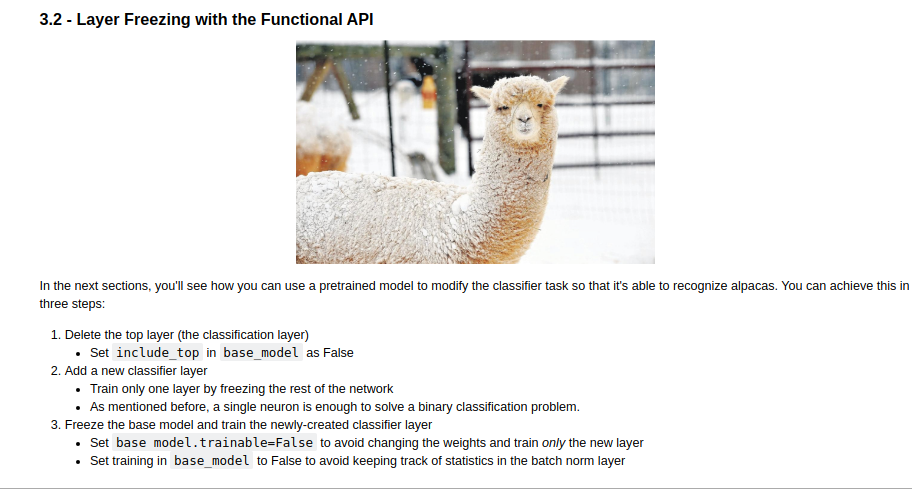 3.2 - Layer Freezing with the Functional API
In the next sections, you'll see how you can use a pretrained model to modify the classifier task so that it's able to recognize alpacas. You can achieve this in
three steps:
1. Delete the top layer (the classification layer)
• Set include_top in base_model as False
2. Add a new classifier layer
• Train only one layer by freezing the rest of the network
• As mentioned before, a single neuron is enough to solve a binary classification problem.
3. Freeze the base model and train the newly-created classifier layer
• Set base model.trainable=False to avoid changing the weights and train only the new layer
• Set training in base_model to False to avoid keeping track of statistics in the batch norm layer